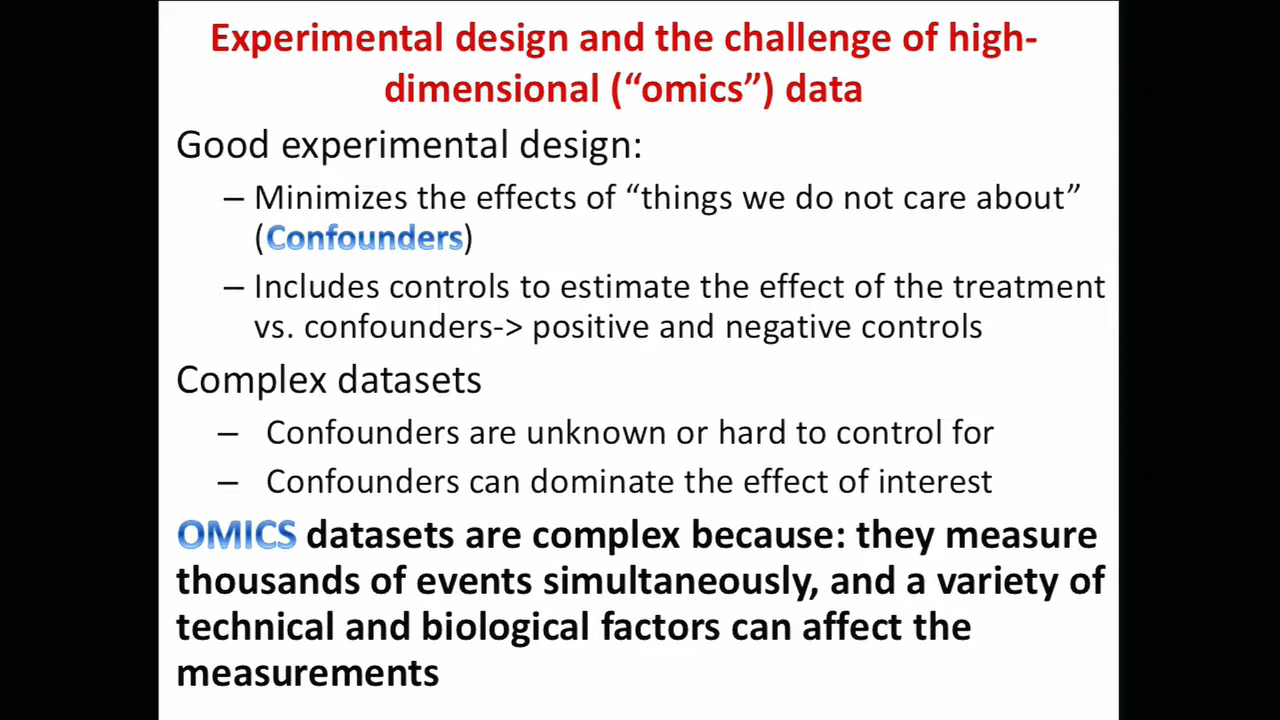 Experimental design and the challenge of high-
dimensional (“omics”) data
Good experimental design:
– Minimizes the effects of “things we do not care about”
(Confounders)
– Includes controls to estimate the effect of the treatment
vs. confounders-> positive and negative controls
Complex datasets
– Confounders are unknown or hard to control for
– Confounders can dominate the effect of interest
OMICS datasets are complex because: they measure
thousands of events simultaneously, and a variety of
technical and biological factors can affect the
measurements